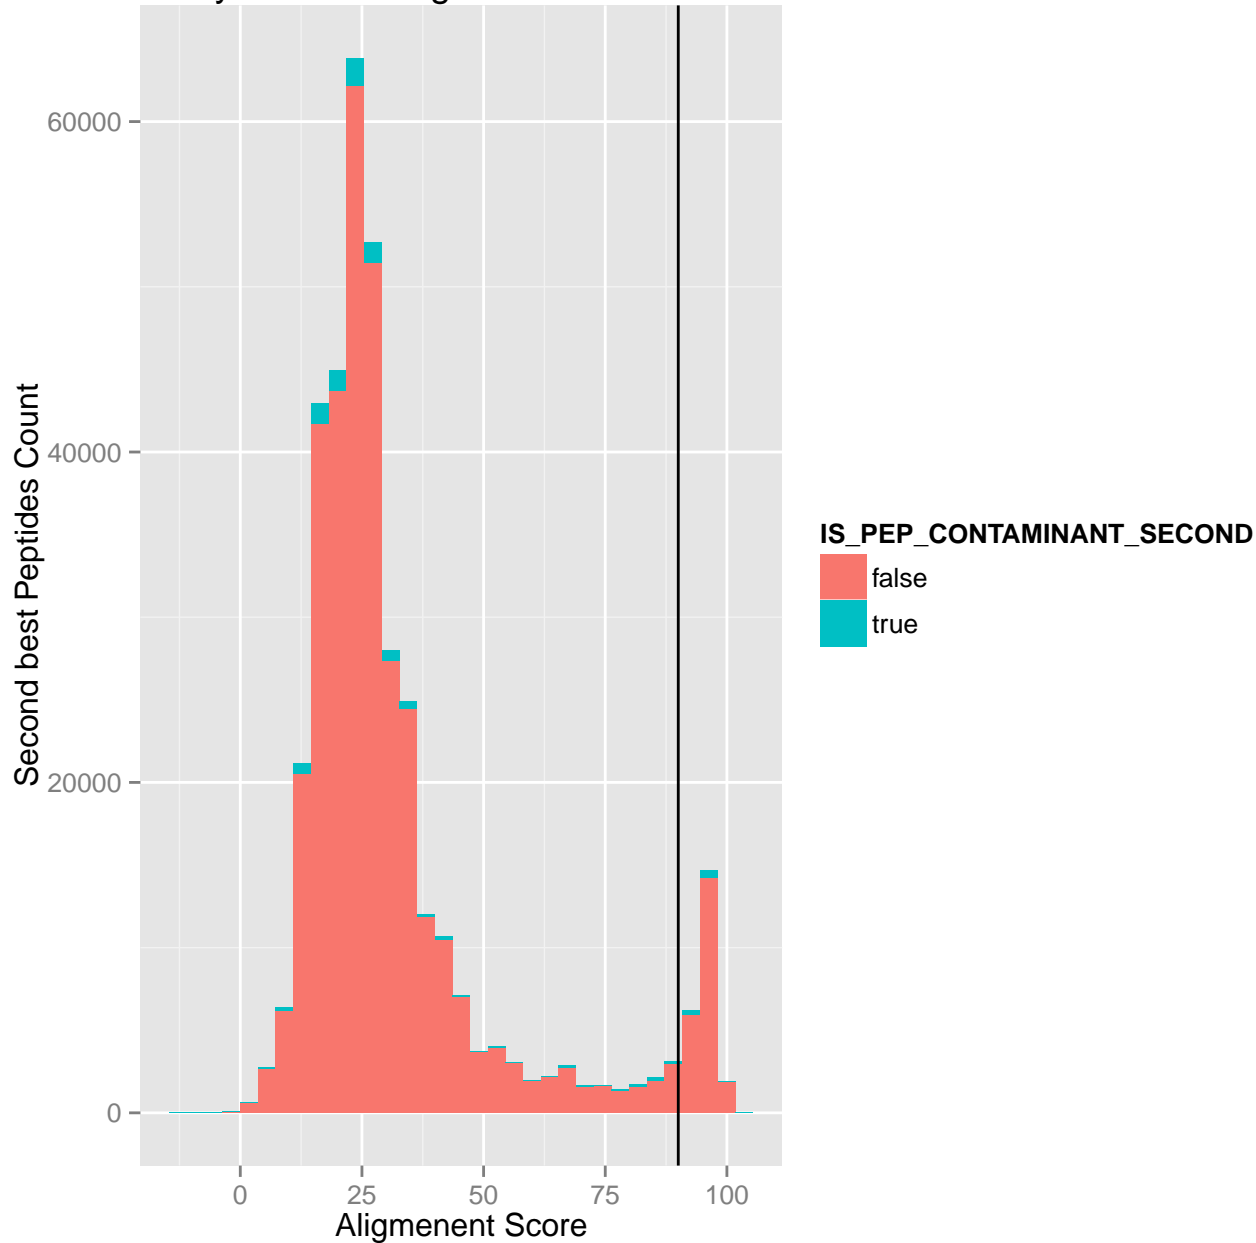 60000
40000
20000
0
Second best Peptides Count
0 25 50 75 100
Aligmenent Score
IS_PEP_CONTAMINANT_SECOND
false
true